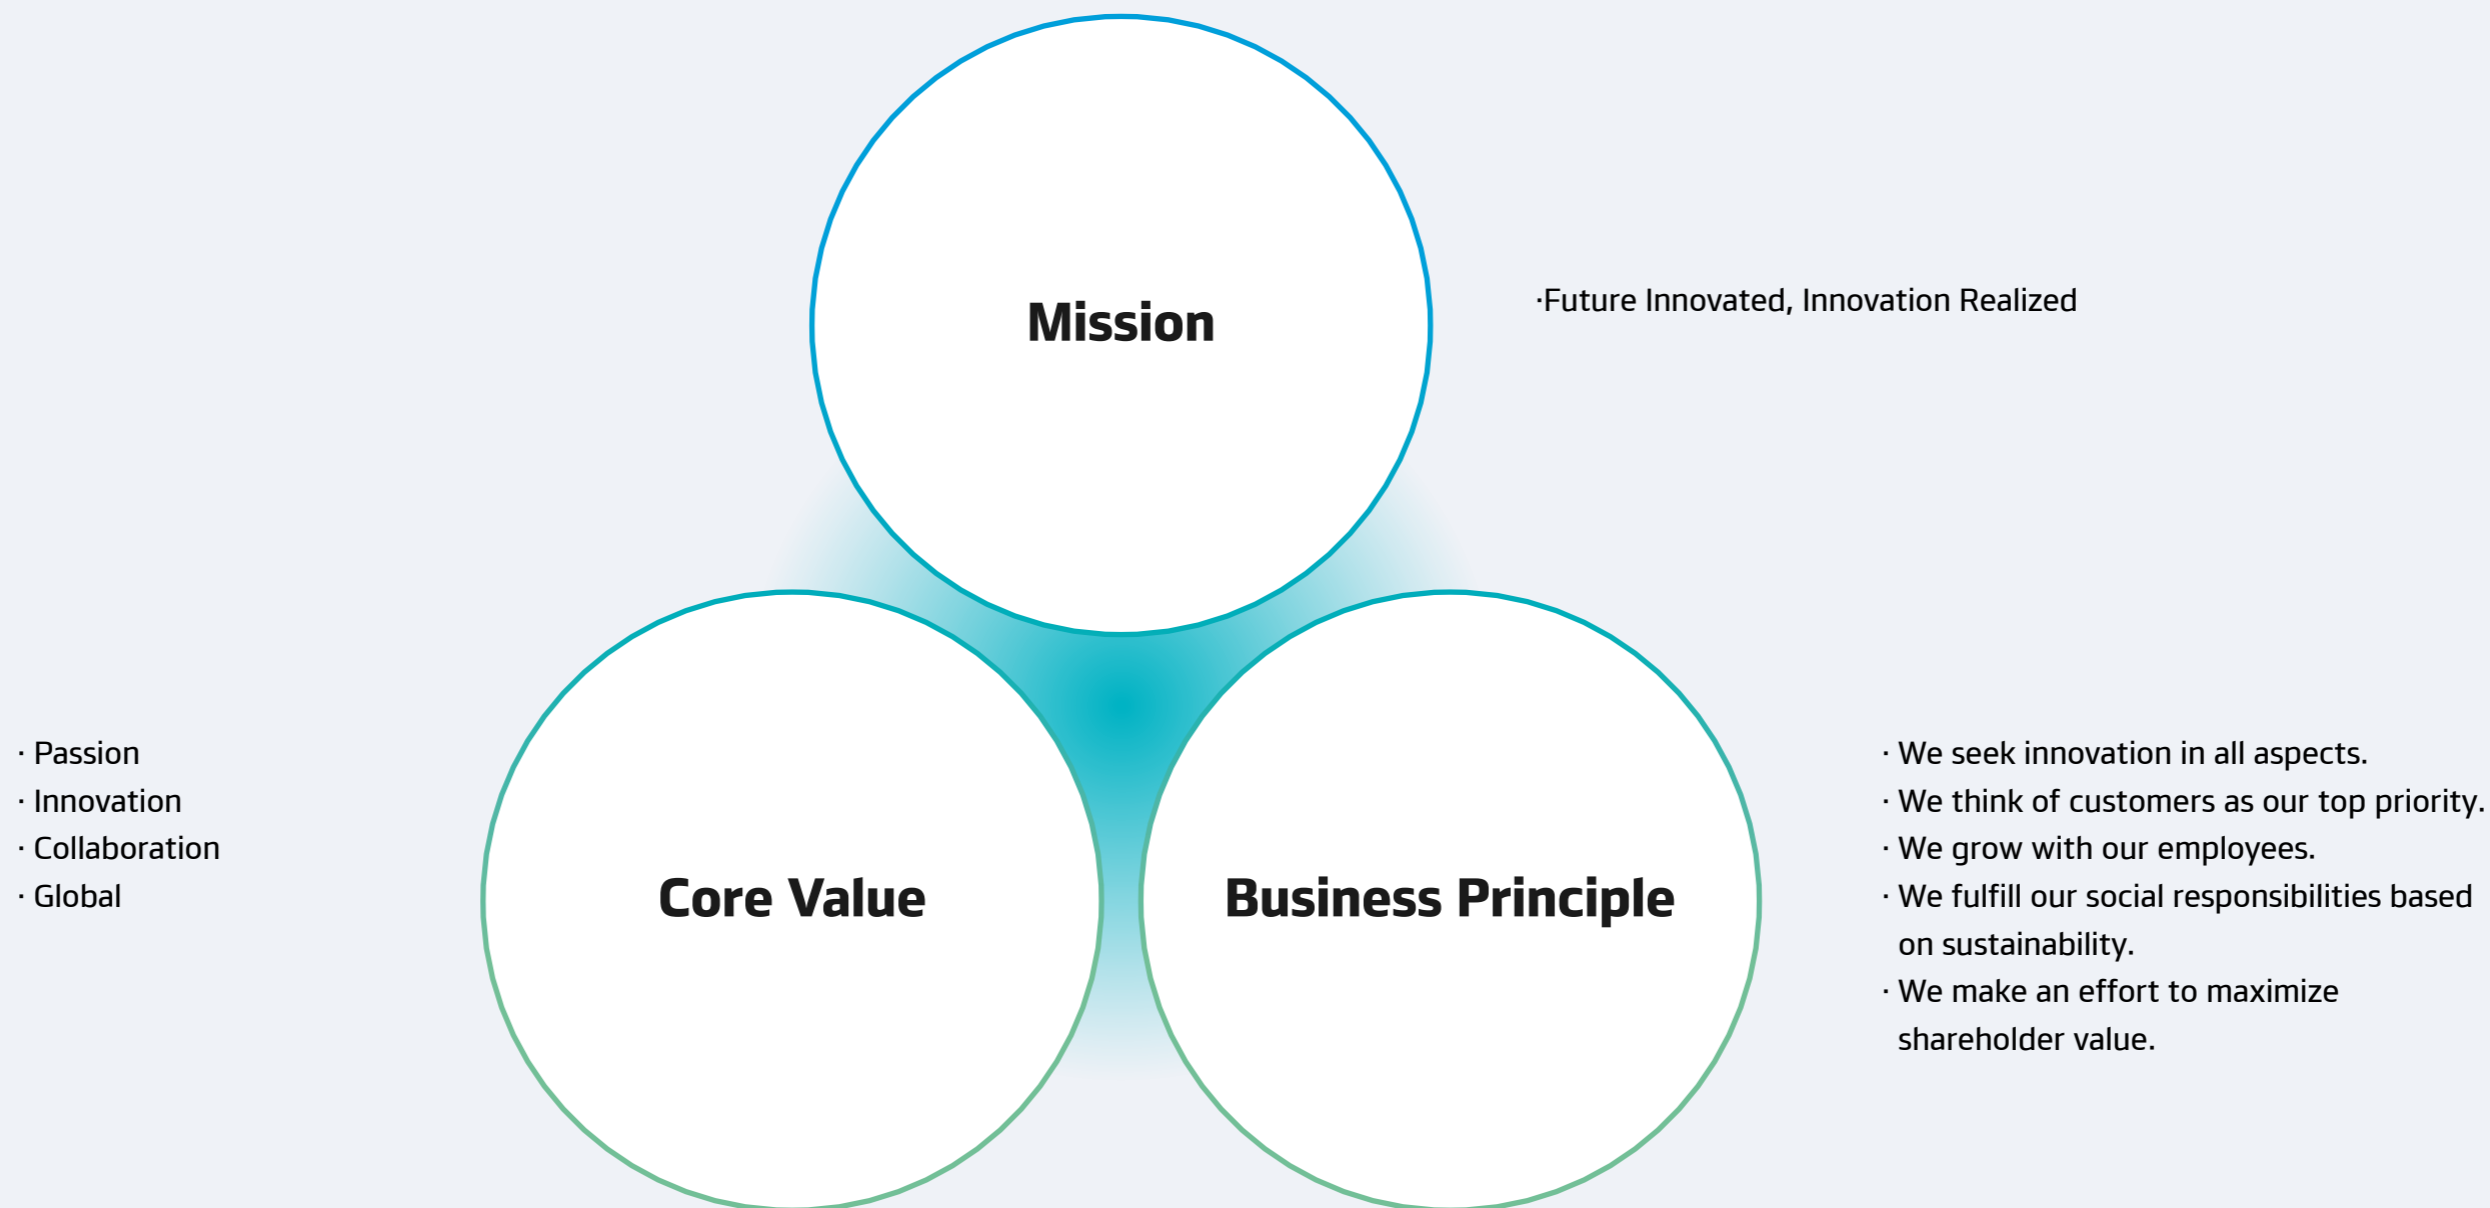 Mission
·Future Innovated, Innovation Realized
Core Value
· Passion
· Innovation
· Collaboration
· Global
Business Principle
· We seek innovation in all aspects.
· We think of customers as our top priority.
· We grow with our employees.
· We fulfill our social responsibilities based
on sustainability.
· We make an effort to maximize
shareholder value.